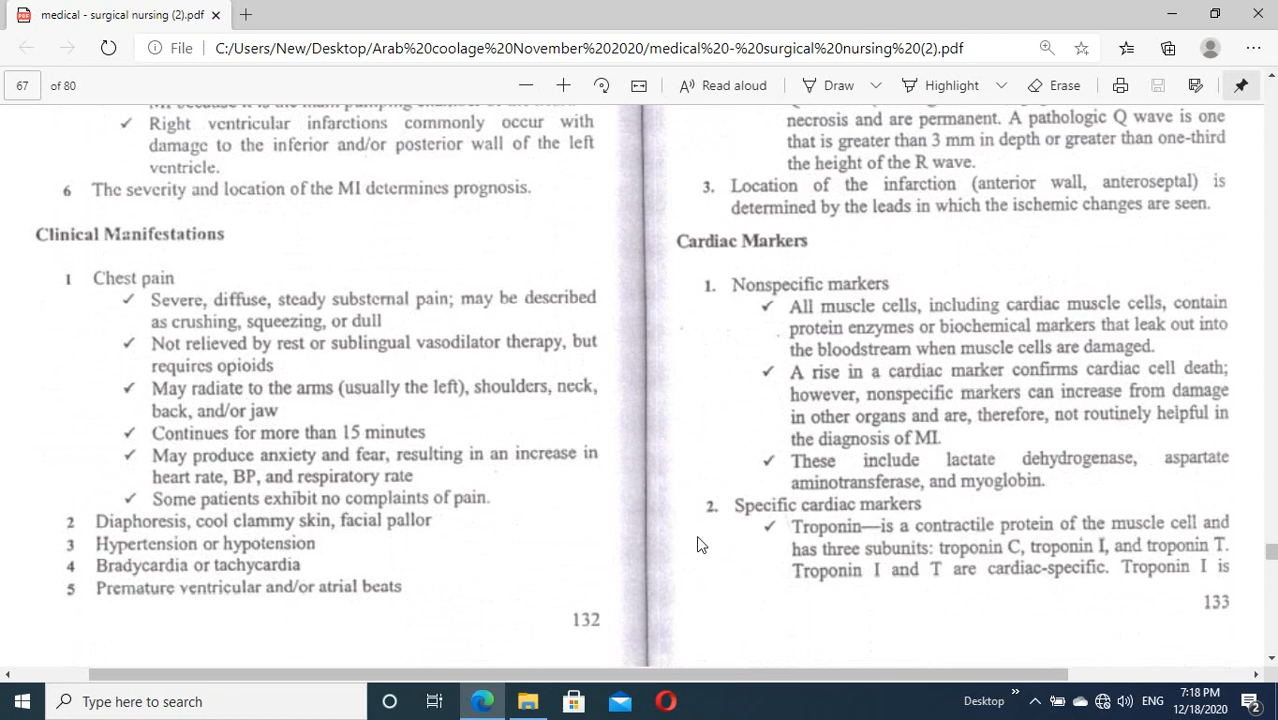 medical - surgical nursing (2).pdf
File
C:/Users/New/Desktop/Arab%20coolage%20November%202020/medical%20-%20surgical%20nursing%20(2).pdf
67 of 80
Read aloud
Draw
Highlight
Erase
✓ Right ventricular infarctions commonly occur with
damage to the inferior and/or posterior wall of the left
ventricle.
6 The severity and location of the MI determines prognosis.
Clinical Manifestations
1 Chest pain
✓ Severe, diffuse, steady substernal pain; may be described
as crushing, squeezing, or dull
✓ Not relieved by rest or sublingual vasodilator therapy, but
requires opioids
✓ May radiate to the arms (usually the left), shoulders, neck,
back, and/or jaw
✓ Continues for more than 15 minutes
✓ May produce anxiety and fear, resulting in an increase in
heart rate, BP, and respiratory rate
✓ Some patients exhibit no complaints of pain.
2 Diaphoresis, cool clammy skin, facial pallor
3 Hypertension or hypotension
4 Bradycardia or tachycardia
5 Premature ventricular and/or atrial beats
132
necrosis and are permanent. A pathologic Q wave is one
that is greater than 3 mm in depth or greater than one-third
the height of the R wave.
3. Location of the infarction (anterior wall, anteroseptal) is
determined by the leads in which the ischemic changes are seen.
Cardiac Markers
1. Nonspecific markers
✓ All muscle cells, including cardiac muscle cells, contain
protein enzymes or biochemical markers that leak out into
the bloodstream when muscle cells are damaged.
✓ A rise in a cardiac marker confirms cardiac cell death;
however, nonspecific markers can increase from damage
in other organs and are, therefore, not routinely helpful in
the diagnosis of MI.
✓ These include lactate dehydrogenase, aspartate
aminotransferase, and myoglobin.
2. Specific cardiac markers
✓ Troponin—is a contractile protein of the muscle cell and
has three subunits: troponin C, troponin I, and troponin T.
Troponin I and T are cardiac-specific. Troponin I is
133
Type here to search
Desktop
ENG
7:18 PM
12/18/2020
2